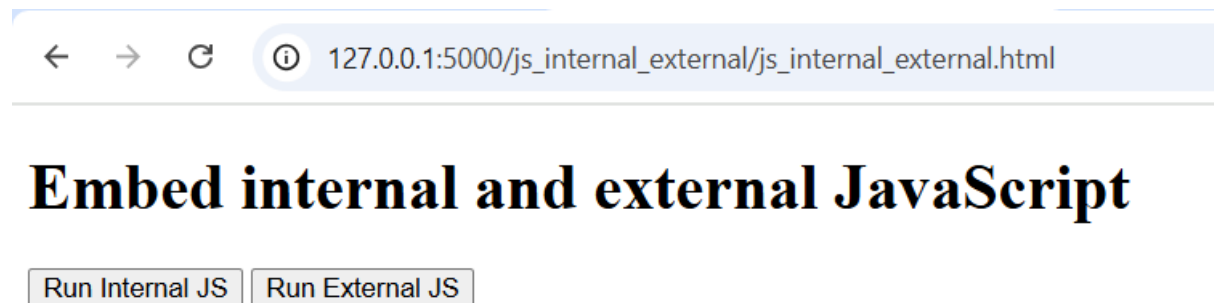 127.0.0.1:5000/js_internal_external/js_internal_external.html
Embed internal and external JavaScript
Run Internal JS Run External JS